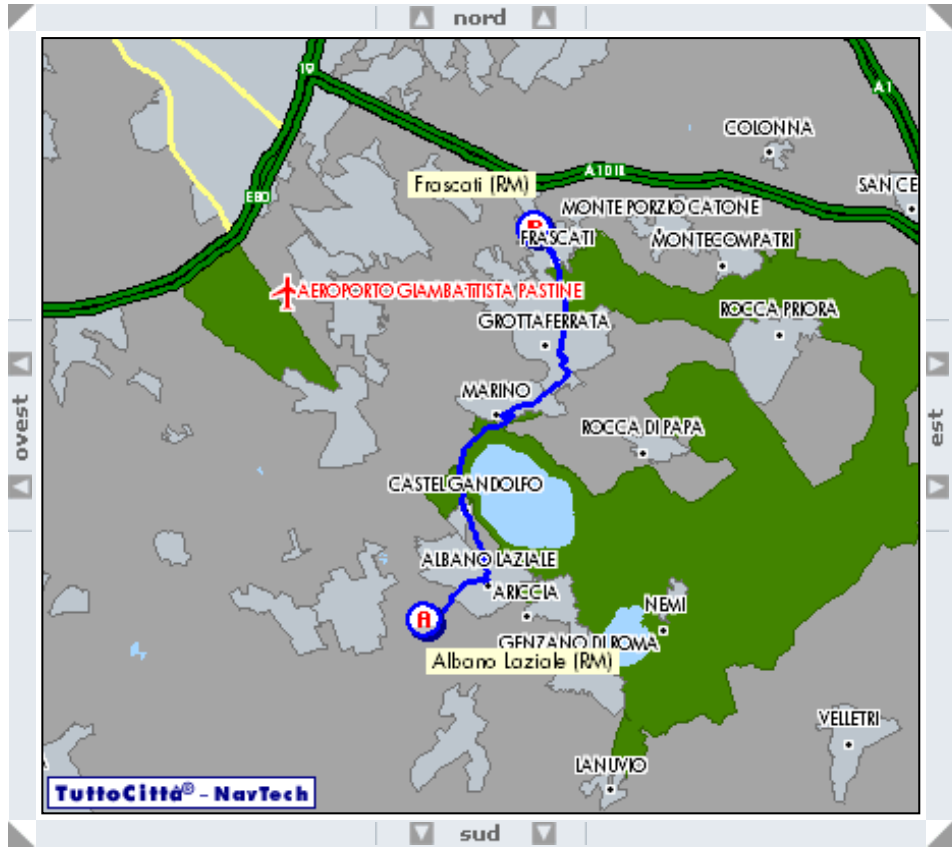 nord
19
A1
COLONNA
A1DIR
Frascati (RM)
SAN CE
E80
MONTE PORZIO CATONE
FRASCATI
MONTECOMPATRI
AEROPORTO GIAMBATTISTA PASTINE
ROCCA PRIORA
GROTTAFERRATA
MARINO
ovest
est
ROCCA DI PAPA
CASTEL GANDOLFO
ALBANO LAZIALE
ARICCIA
NEMI
A
GENZANO DI ROMA
Albano Laziale (RM)
VELLETRI
LANUVIO
TuttoCittà® - NavTech
sud